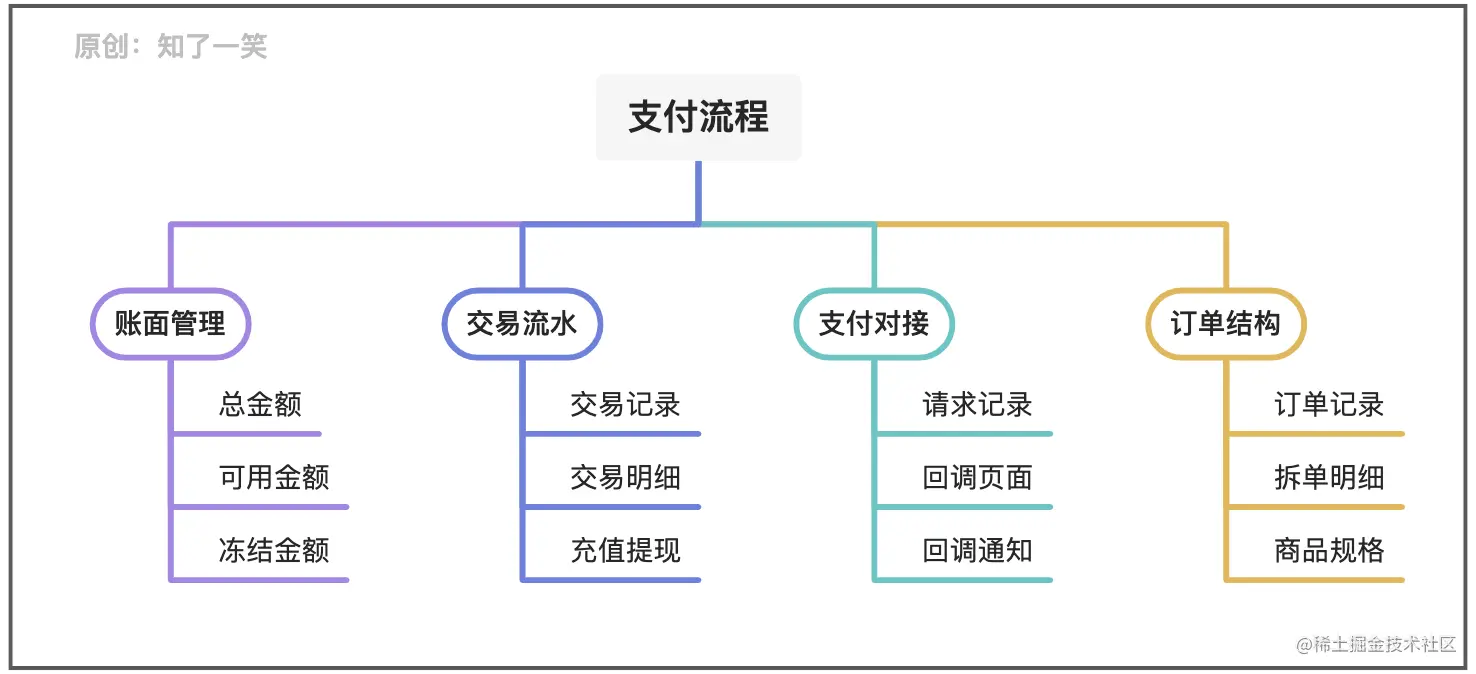 原创：知了一笑
支付流程
账面管理
总金额
可用金额
冻结金额
交易流水
交易记录
交易明细
充值提现
支付对接
请求记录
回调页面
回调通知
订单结构
订单记录
拆单明细
商品规格
@稀土掘金技术社区